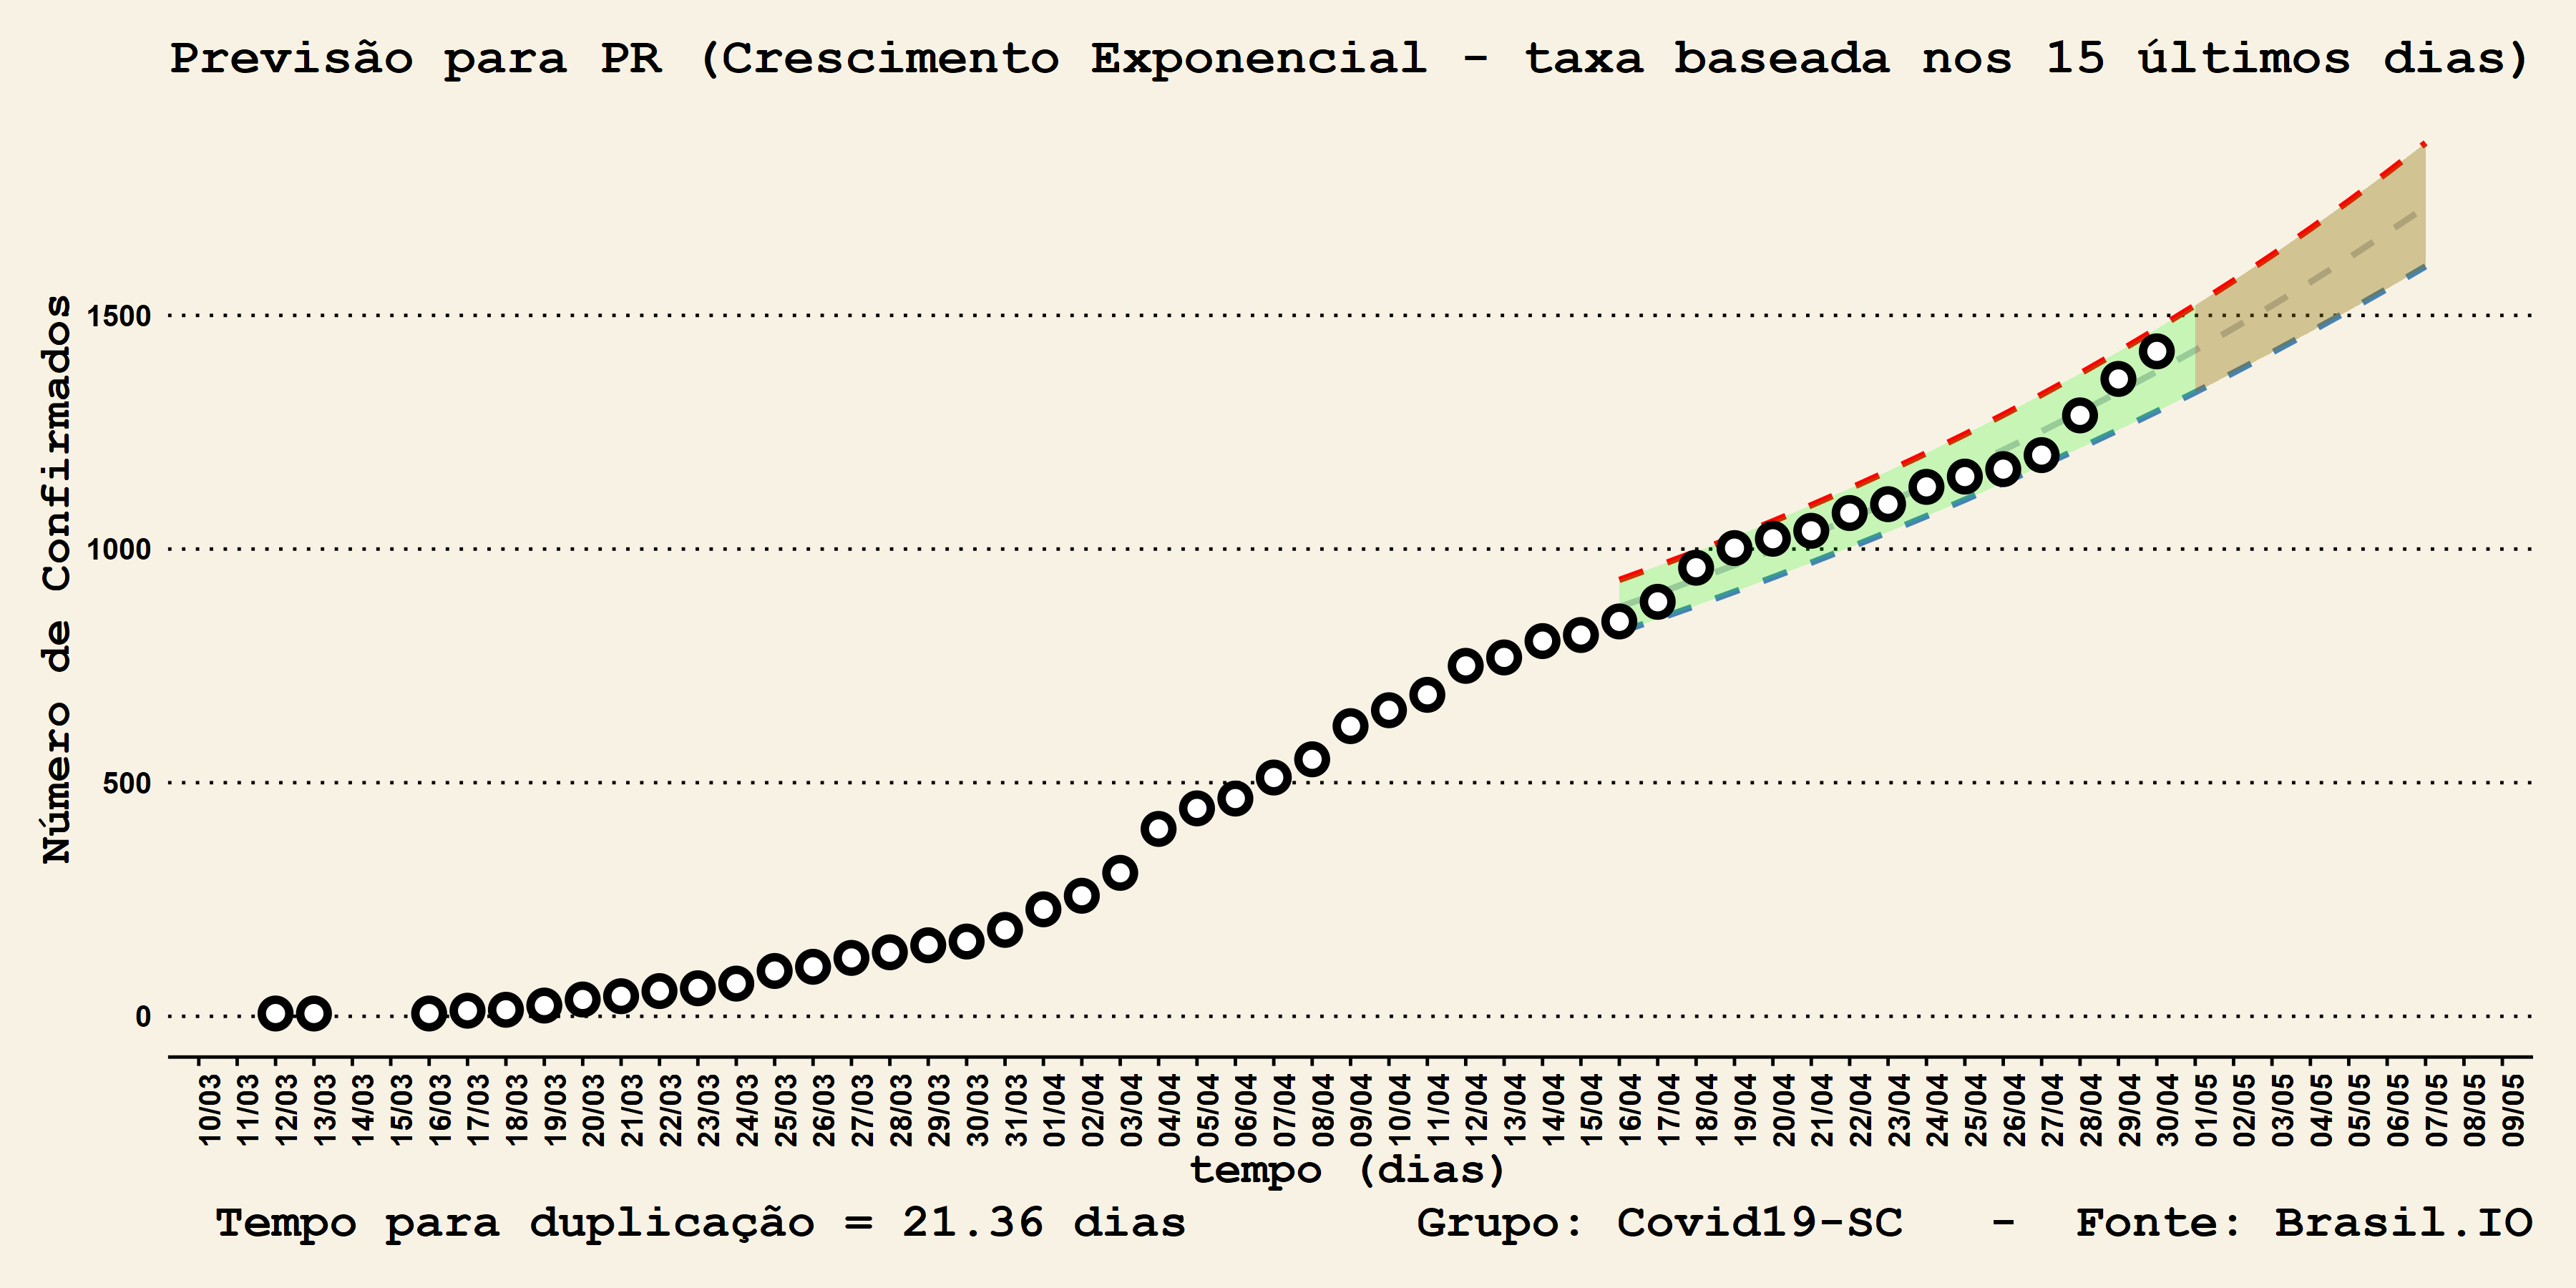 Previsão para PR (Crescimento Exponencial - taxa baseada nos 15 últimos dias)
Número de Confirmados
1500
1000
500
0
10/03 11/03 12/03 13/03 14/03 15/03 16/03 17/03 18/03 19/03 20/03 21/03 22/03 23/03 24/03 25/03 26/03 27/03 28/03 29/03 30/03 31/03 01/04 02/04 03/04 04/04 05/04 06/04 07/04 08/04 09/04 10/04 11/04 12/04 13/04 14/04 15/04 16/04 17/04 18/04 19/04 20/04 21/04 22/04 23/04 24/04 25/04 26/04 27/04 28/04 29/04 30/04 01/05 02/05 03/05 04/05 05/05 06/05 07/05 08/05 09/05
tempo (dias)
Tempo para duplicação = 21.36 dias Grupo: Covid19-SC - Fonte: Brasil.IO